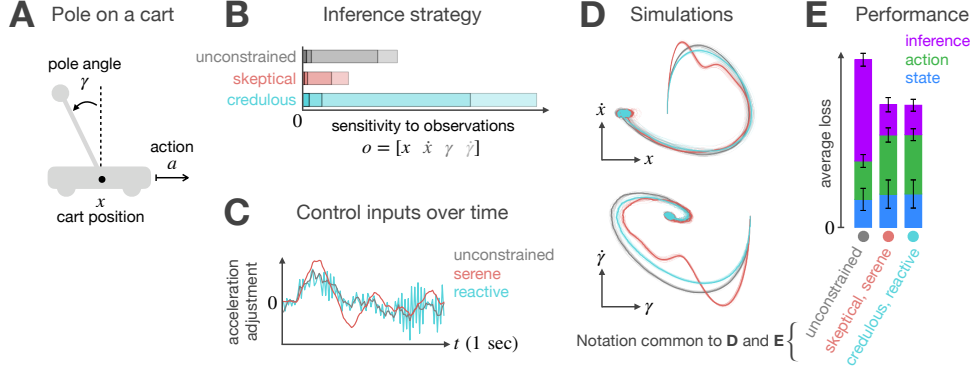 A Pole on a cart
pole angle
γ
action
a
x
cart position
B Inference strategy
unconstrained
skeptical
credulous
0
sensitivity to observations
o = [x ẋ γ γ̇]
C Control inputs over time
unconstrained
serene
reactive
acceleration
adjustment
0
t (1 sec)
D Simulations
ẋ
x
γ̇
γ
Notation common to D and E {
E Performance
inference
action
state
average loss
0
unconstrained
skeptical, serene
credulous, reactive